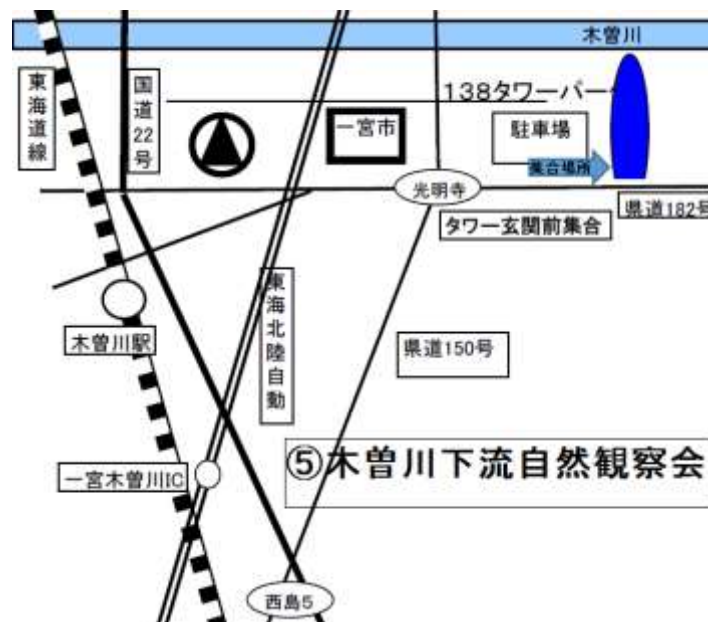 木曽川
東海道線
国道22号
138タワーパーク
一宮市
駐車場
集合場所
光明寺
県道182号
タワー玄関前集合
東海北陸自動
木曽川駅
県道150号
⑤木曽川下流自然観察会
一宮木曽川IC
西島5